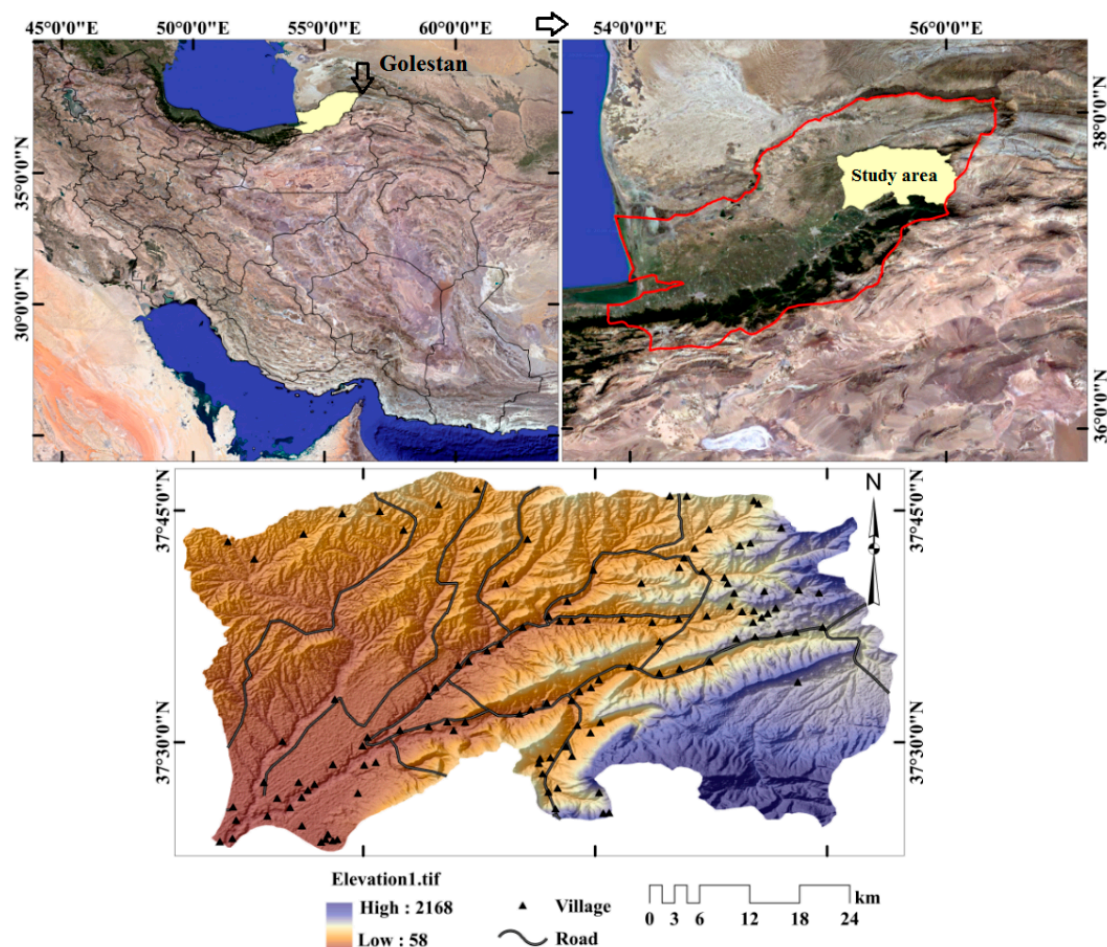 45°0'0"E 50°0'0"E 55°0'0"E 60°0'0"E
54°0'0"E 56°0'0"E
Golestan
35°0'0"N
30°0'0"N
38°0'0"N
36°0'0"N
Study area
N
37°45'0"N
37°45'0"N
37°30'0"N
37°30'0"N
Elevation1.tif
High : 2168
Low : 58
Village
Road
km
0 3 6 12 18 24